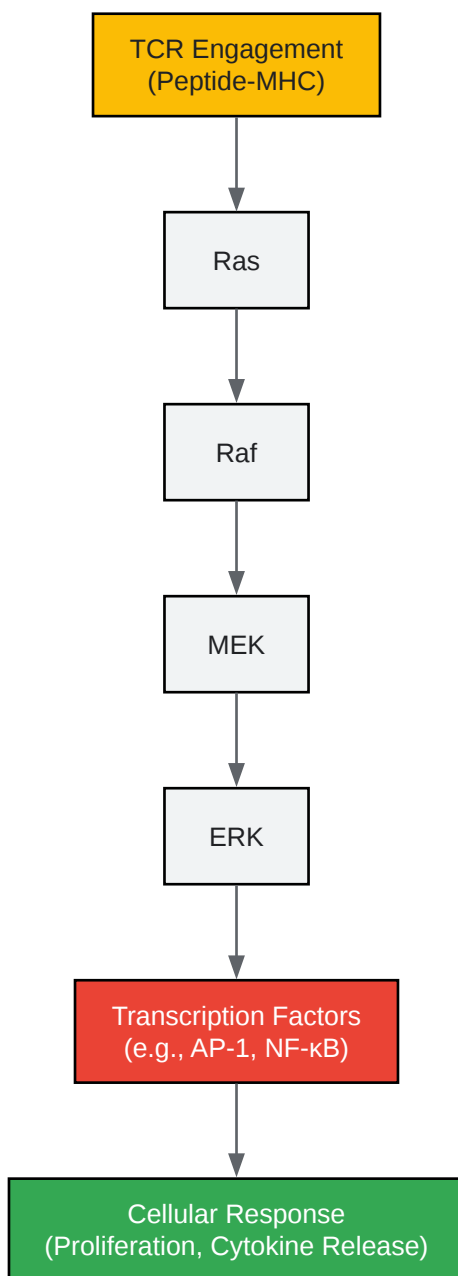 TCR Engagement
(Peptide-MHC)
Ras
Raf
MEK
ERK
Transcription Factors
(e.g., AP-1, NF-κB)
Cellular Response
(Proliferation, Cytokine Release)